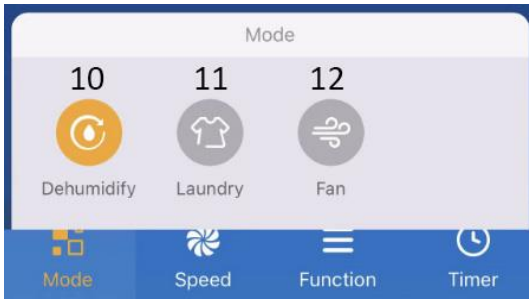 Mode
10 11 12
Dehumidify Laundry Fan
Mode Speed Function Timer